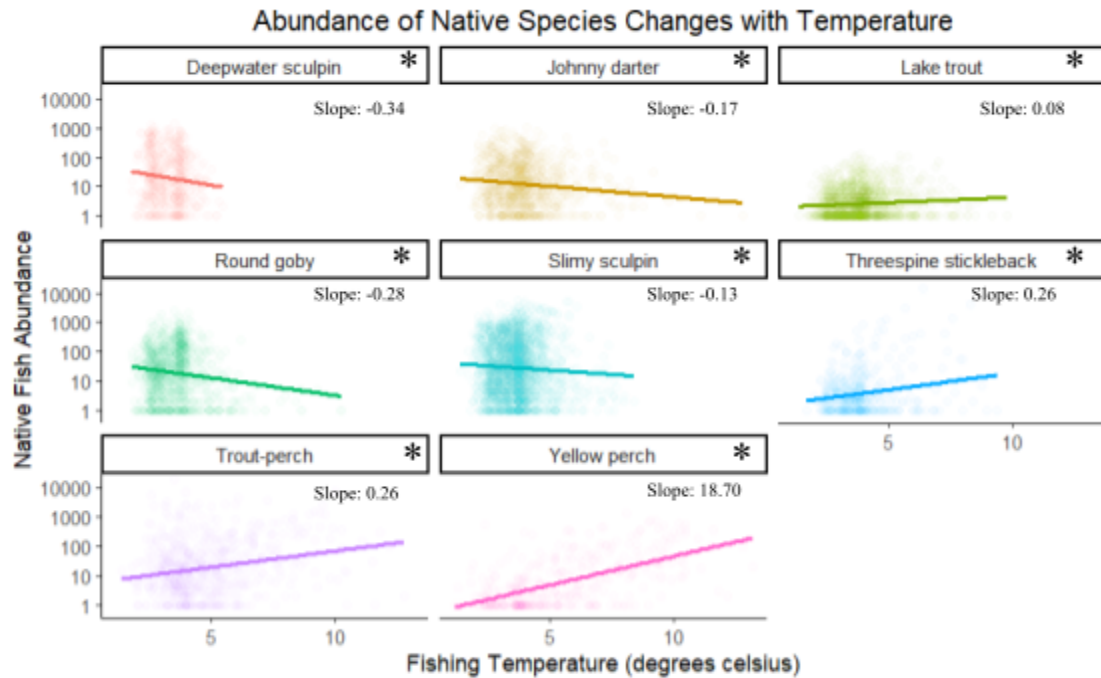 Abundance of Native Species Changes with Temperature
Deepwater sculpin * Johnny darter * Lake trout *
Slope: -0.34 Slope: -0.17 Slope: 0.08
10000
1000
100
10
1
Round goby * Slimy sculpin * Threespine stickleback *
Slope: -0.28 Slope: -0.13 Slope: 0.26
10000
1000
100
10
1
5 10
Trout-perch * Yellow perch *
Slope: 0.26 Slope: 18.70
10000
1000
100
10
1
5 10 5 10
Native Fish Abundance
Fishing Temperature (degrees celsius)